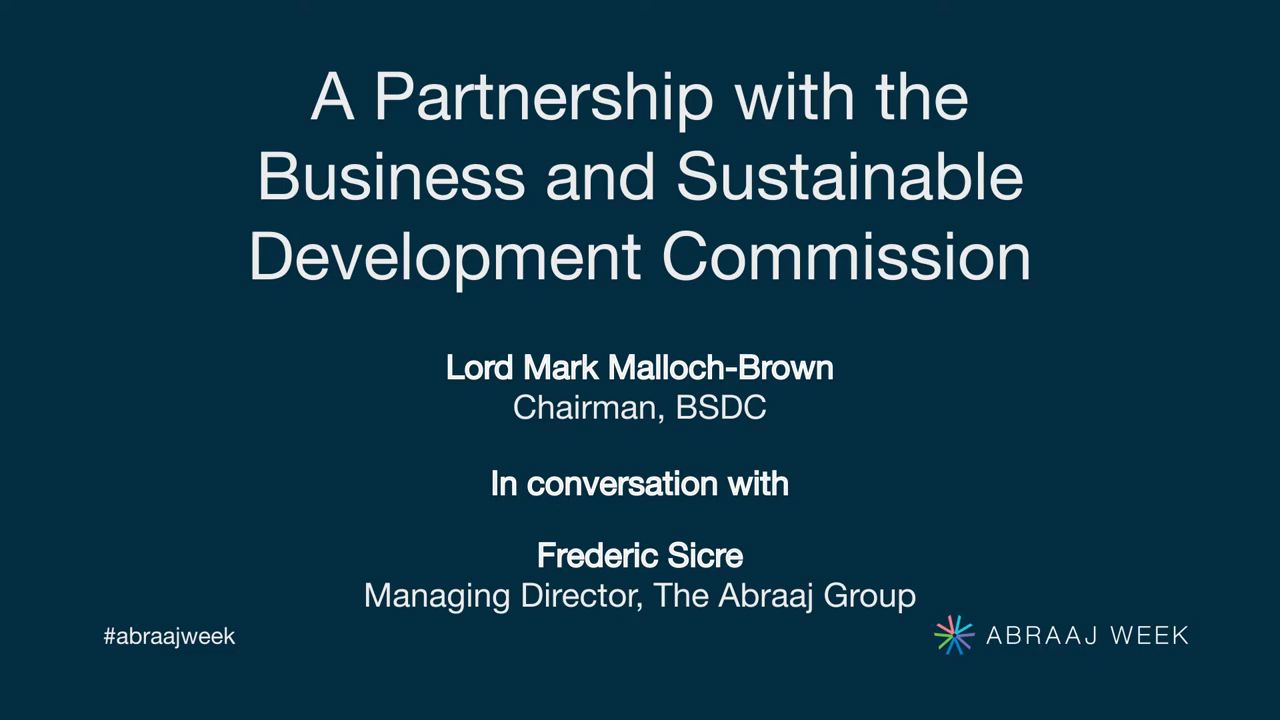 A Partnership with the
Business and Sustainable
Development Commission
Lord Mark Malloch-Brown
Chairman, BSDC
In conversation with
Frederic Sicre
Managing Director, The Abraaj Group
#abraajweek
ABRAAJ WEEK